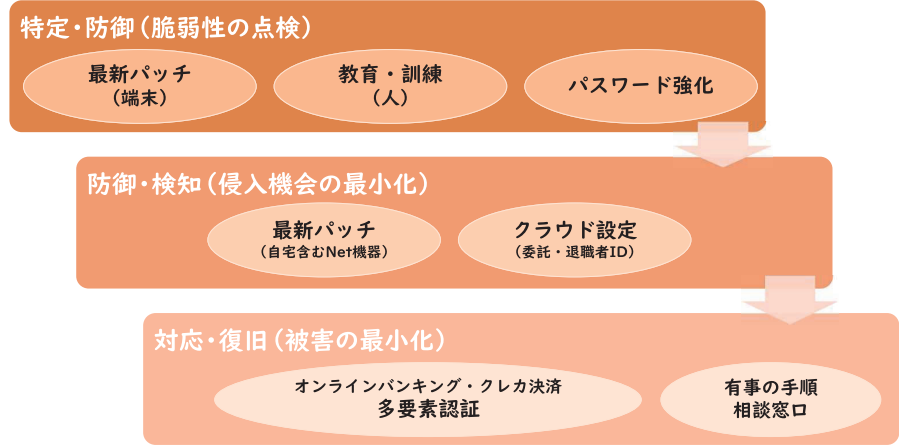 特定・防御（脆弱性の点検）
最新パッチ
（端末）
教育・訓練
（人）
パスワード強化
防御・検知（侵入機会の最小化）
最新パッチ
（自宅含むNet機器）
クラウド設定
（委託・退職者ID）
対応・復旧（被害の最小化）
オンラインバンキング・クレカ決済
多要素認証
有事の手順
相談窓口